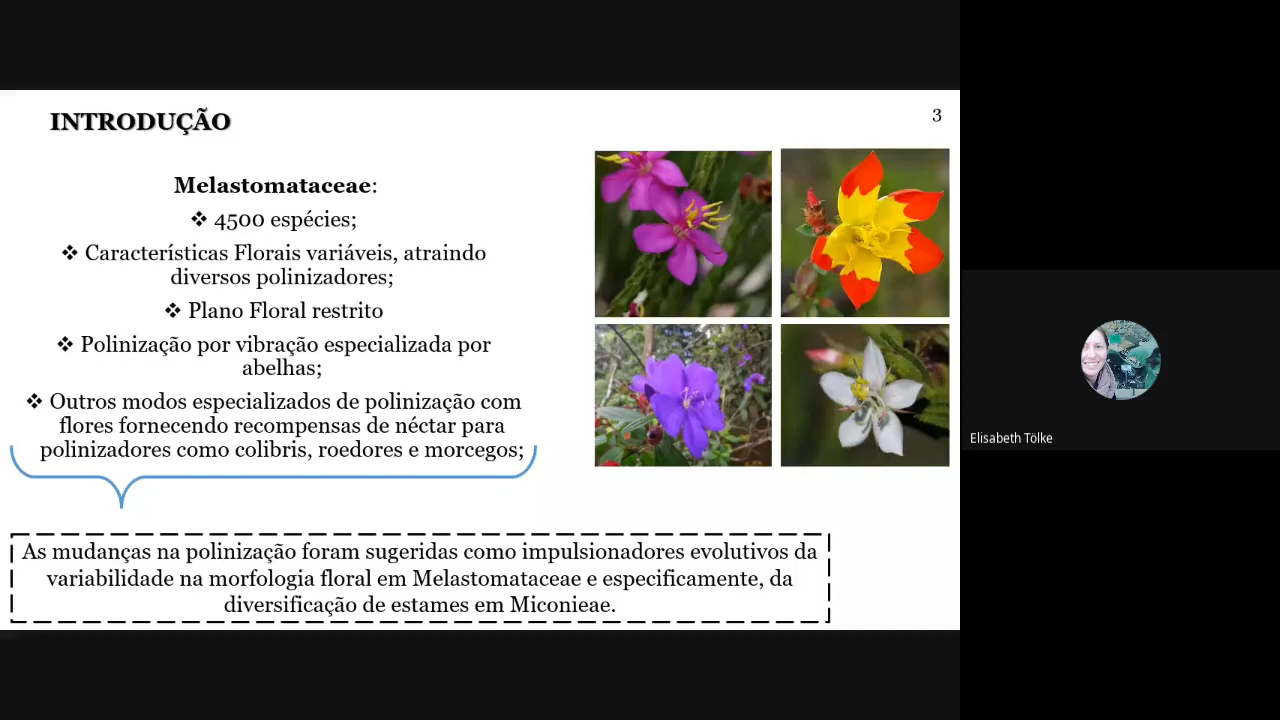 INTRODUÇÃO
3
Melastomataceae:
❖ 4500 espécies;
❖ Características Florais variáveis, atraindo
diversos polinizadores;
❖ Plano Floral restrito
❖ Polinização por vibração especializada por
abelhas;
❖ Outros modos especializados de polinização com
flores fornecendo recompensas de néctar para
polinizadores como colibris, roedores e morcegos;
As mudanças na polinização foram sugeridas como impulsionadores evolutivos da
variabilidade na morfologia floral em Melastomataceae e especificamente, da
diversificação de estames em Miconieae.
Elisabeth Tölke